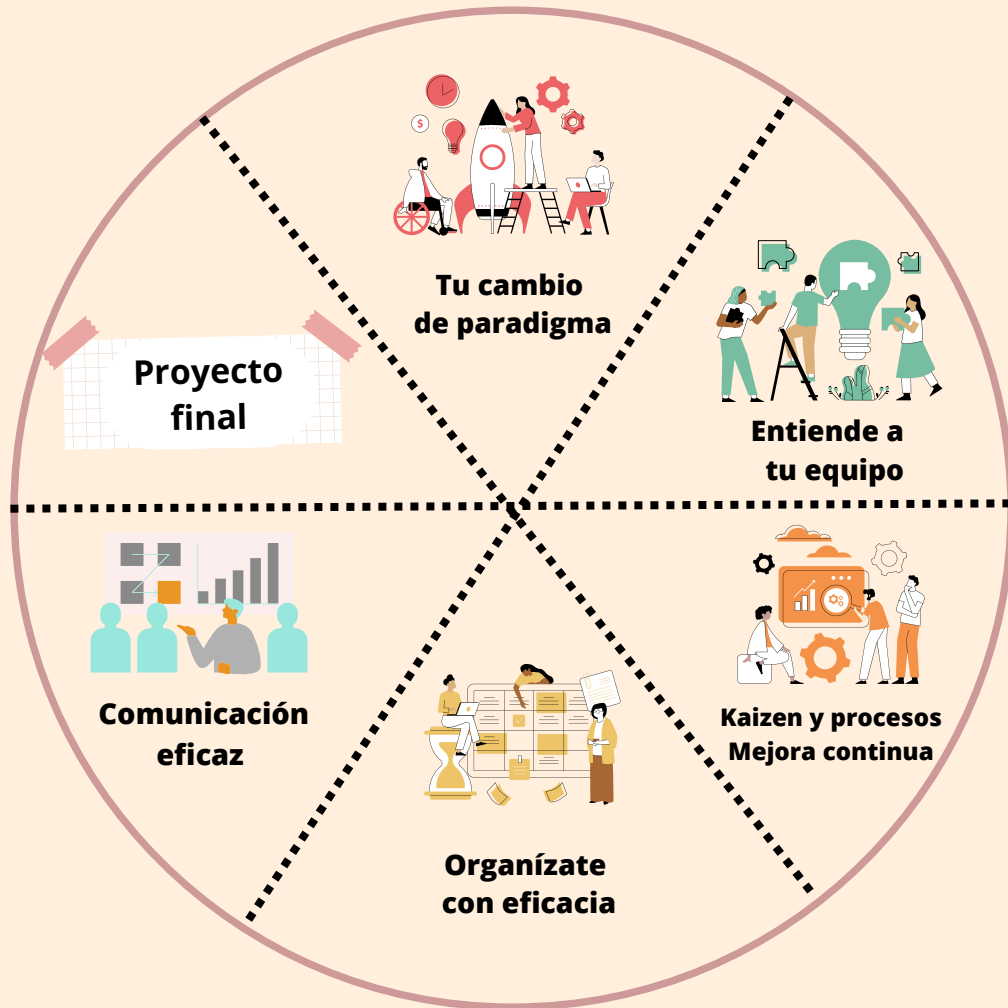 Tu cambio
de paradigma
Entiende a
tu equipo
Kaizen y procesos
Mejora continua
Organízate
con eficacia
Comunicación
eficaz
Proyecto
final
$